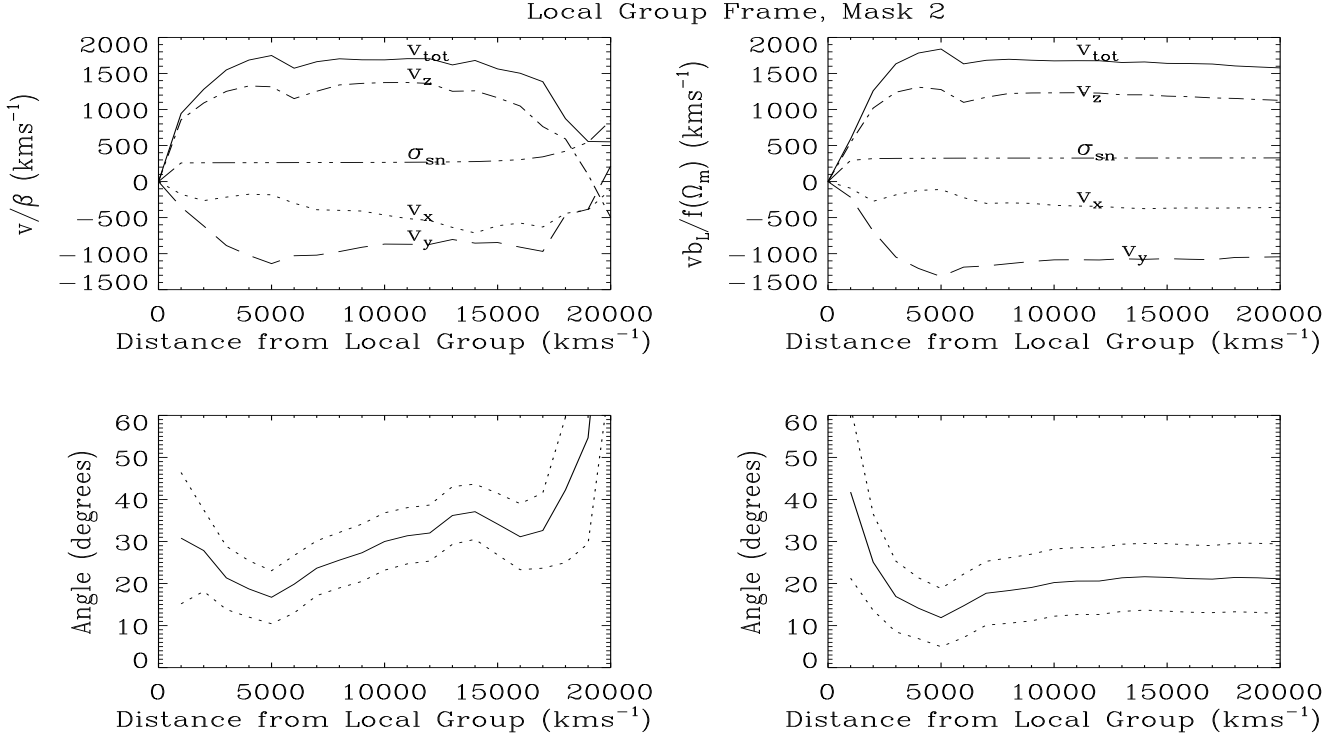 Local Group Frame, Mask 2
v/β (kms⁻¹)
2000
1500
1000
500
0
−500
−1000
−1500
V_tot
V_z
σ_sn
V_x
V_y
0 5000 10000 15000 20000
Distance from Local Group (kms⁻¹)
vb_L/f(Ω_m) (kms⁻¹)
2000
1500
1000
500
0
−500
−1000
−1500
V_tot
V_z
σ_sn
V_x
V_y
0 5000 10000 15000 20000
Distance from Local Group (kms⁻¹)
Angle (degrees)
60
50
40
30
20
10
0
0 5000 10000 15000 20000
Distance from Local Group (kms⁻¹)
Angle (degrees)
60
50
40
30
20
10
0
0 5000 10000 15000 20000
Distance from Local Group (kms⁻¹)